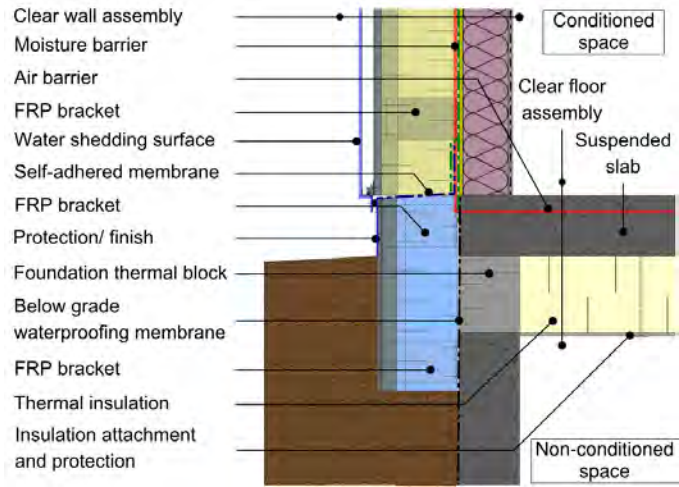 Clear wall assembly
Moisture barrier
Air barrier
FRP bracket
Water shedding surface
Self-adhered membrane
FRP bracket
Protection/ finish
Foundation thermal block
Below grade
waterproofing membrane
FRP bracket
Thermal insulation
Insulation attachment
and protection
Conditioned
space
Clear floor
assembly
Suspended
slab
Non-conditioned
space